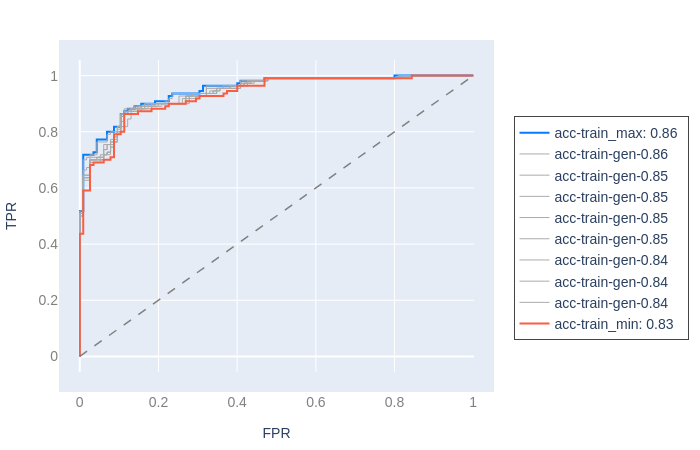 1
0.8
0.6
0.4
0.2
0
TPR
0
0.2
0.4
0.6
0.8
1
FPR
acc-train_max: 0.86
acc-train-gen-0.86
acc-train-gen-0.85
acc-train-gen-0.85
acc-train-gen-0.85
acc-train-gen-0.85
acc-train-gen-0.84
acc-train-gen-0.84
acc-train-gen-0.84
acc-train_min: 0.83